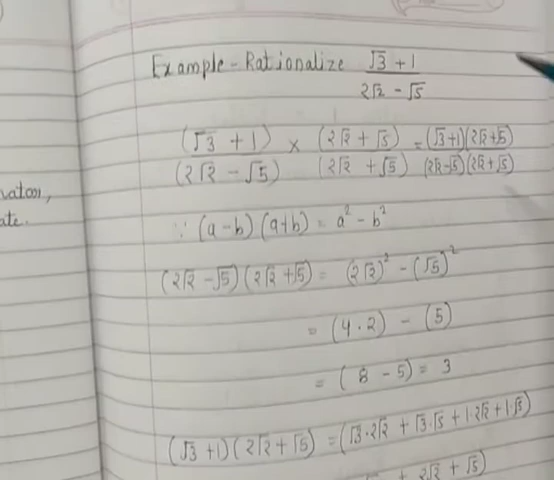 Example - Rationalize (√3 + 1)/(2√2 - √5)
(√3 + 1)/(2√2 - √5) × (2√2 + √5)/(2√2 + √5) = (√3+1)(2√2+√5)/(2√2-√5)(2√2+√5)
∵ (a-b)(a+b) = a² - b²
(2√2 - √5)(2√2 + √5) = (2√2)² - (√5)²
= (4·2) - (5)
= (8 - 5) = 3
(√3 +1)(2√2 + √5) = (√3·2√2 + √3·√5 + 1·2√2 + 1·√5)
+ 2√2 + √5)
ate.